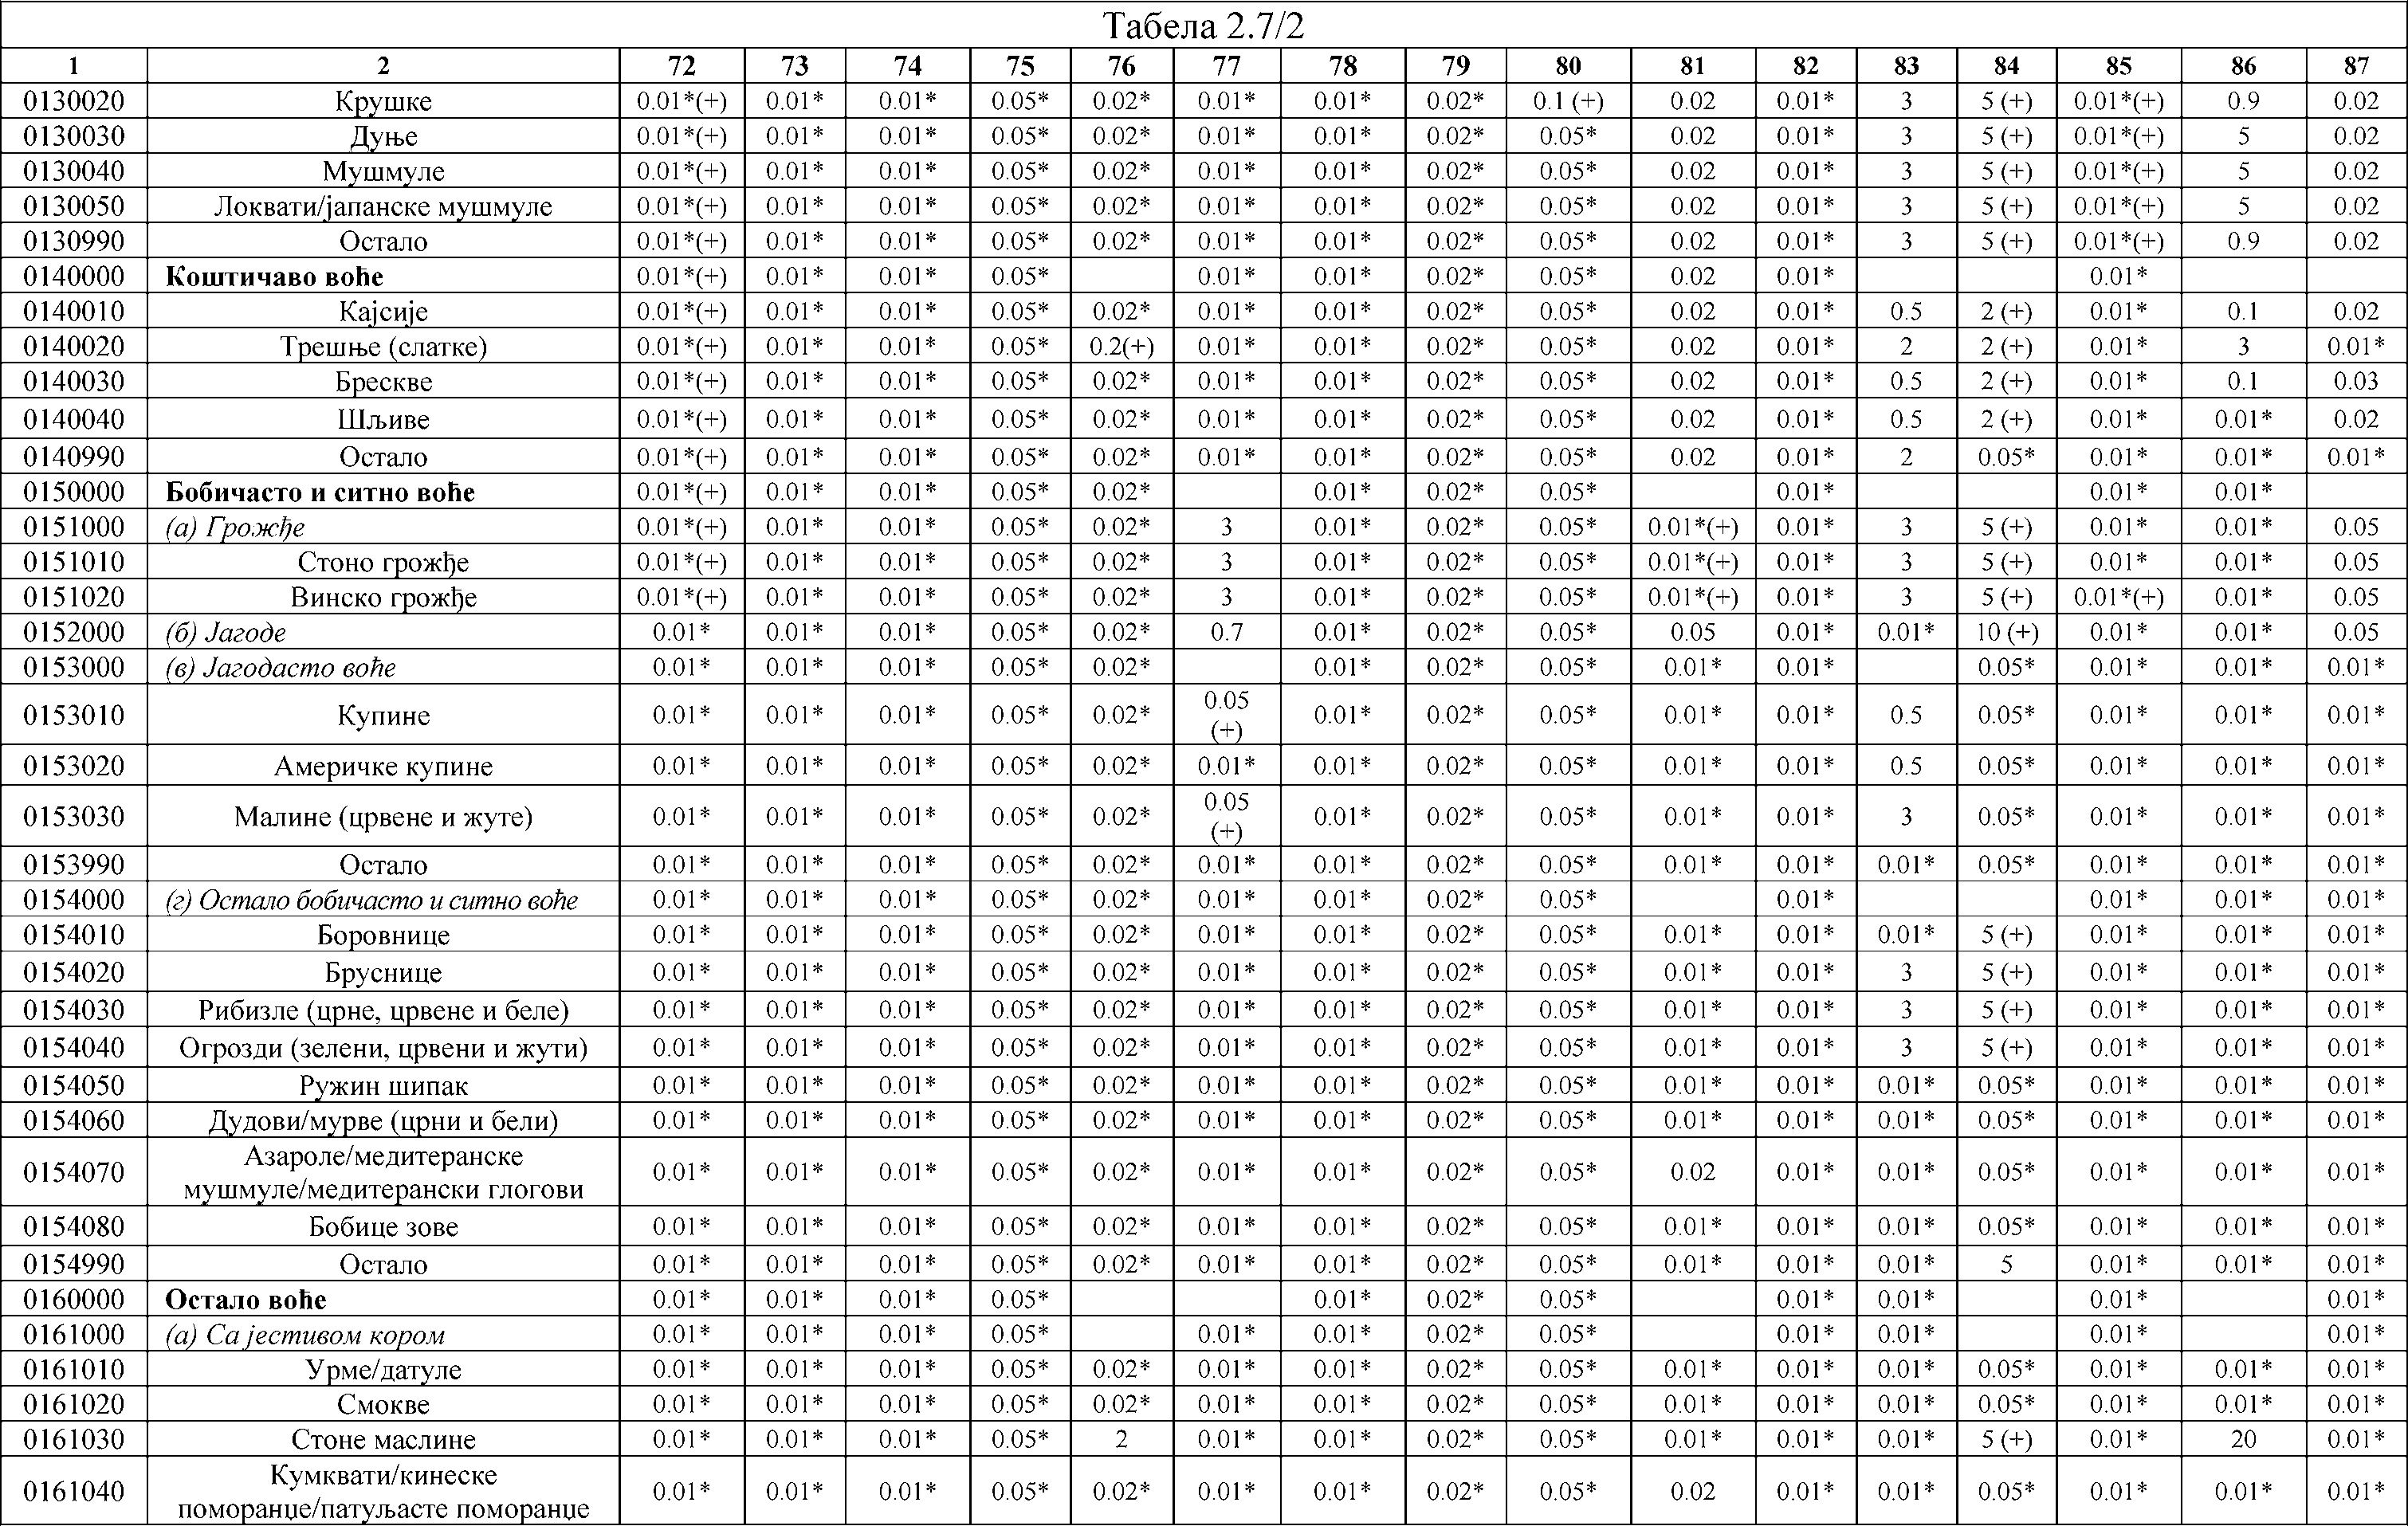 Табела 2.7/2
1 2 72 73 74 75 76 77 78 79 80 81 82 83 84 85 86 87
0130020 Крушке 0.01*(+) 0.01* 0.01* 0.05* 0.02* 0.01* 0.01* 0.02* 0.1 (+) 0.02 0.01* 3 5 (+) 0.01*(+) 0.9 0.02
0130030 Дуње 0.01*(+) 0.01* 0.01* 0.05* 0.02* 0.01* 0.01* 0.02* 0.05* 0.02 0.01* 3 5 (+) 0.01*(+) 5 0.02
0130040 Мушмуле 0.01*(+) 0.01* 0.01* 0.05* 0.02* 0.01* 0.01* 0.02* 0.05* 0.02 0.01* 3 5 (+) 0.01*(+) 5 0.02
0130050 Локвати/јапанске мушмуле 0.01*(+) 0.01* 0.01* 0.05* 0.02* 0.01* 0.01* 0.02* 0.05* 0.02 0.01* 3 5 (+) 0.01*(+) 5 0.02
0130990 Остало 0.01*(+) 0.01* 0.01* 0.05* 0.02* 0.01* 0.01* 0.02* 0.05* 0.02 0.01* 3 5 (+) 0.01*(+) 0.9 0.02
0140000 Коштичаво воће 0.01*(+) 0.01* 0.01* 0.05* 0.01* 0.01* 0.02* 0.05* 0.02 0.01* 0.01*
0140010 Кајсије 0.01*(+) 0.01* 0.01* 0.05* 0.02* 0.01* 0.01* 0.02* 0.05* 0.02 0.01* 0.5 2 (+) 0.01* 0.1 0.02
0140020 Трешње (слатке) 0.01*(+) 0.01* 0.01* 0.05* 0.2(+) 0.01* 0.01* 0.02* 0.05* 0.02 0.01* 2 2 (+) 0.01* 3 0.01*
0140030 Брескве 0.01*(+) 0.01* 0.01* 0.05* 0.02* 0.01* 0.01* 0.02* 0.05* 0.02 0.01* 0.5 2 (+) 0.01* 0.1 0.03
0140040 Шљиве 0.01*(+) 0.01* 0.01* 0.05* 0.02* 0.01* 0.01* 0.02* 0.05* 0.02 0.01* 0.5 2 (+) 0.01* 0.01* 0.02
0140990 Остало 0.01*(+) 0.01* 0.01* 0.05* 0.02* 0.01* 0.01* 0.02* 0.05* 0.02 0.01* 2 0.05* 0.01* 0.01* 0.01*
0150000 Бобичасто и ситно воће 0.01*(+) 0.01* 0.01* 0.05* 0.02* 0.01* 0.02* 0.05* 0.01* 0.01* 0.01*
0151000 (а) Грожђе 0.01*(+) 0.01* 0.01* 0.05* 0.02* 3 0.01* 0.02* 0.05* 0.01*(+) 0.01* 3 5 (+) 0.01* 0.01* 0.05
0151010 Стоно грожђе 0.01*(+) 0.01* 0.01* 0.05* 0.02* 3 0.01* 0.02* 0.05* 0.01*(+) 0.01* 3 5 (+) 0.01* 0.01* 0.05
0151020 Винско грожђе 0.01*(+) 0.01* 0.01* 0.05* 0.02* 3 0.01* 0.02* 0.05* 0.01*(+) 0.01* 3 5 (+) 0.01*(+) 0.01* 0.05
0152000 (б) Јагоде 0.01* 0.01* 0.01* 0.05* 0.02* 0.7 0.01* 0.02* 0.05* 0.05 0.01* 0.01* 10 (+) 0.01* 0.01* 0.05
0153000 (в) Јагодасто воће 0.01* 0.01* 0.01* 0.05* 0.02* 0.01* 0.02* 0.05* 0.01* 0.01* 0.05* 0.01* 0.01* 0.01*
0153010 Купине 0.01* 0.01* 0.01* 0.05* 0.02* 0.05 (+) 0.01* 0.02* 0.05* 0.01* 0.01* 0.5 0.05* 0.01* 0.01* 0.01*
0153020 Америчке купине 0.01* 0.01* 0.01* 0.05* 0.02* 0.01* 0.01* 0.02* 0.05* 0.01* 0.01* 0.5 0.05* 0.01* 0.01* 0.01*
0153030 Малине (црвене и жуте) 0.01* 0.01* 0.01* 0.05* 0.02* 0.05 (+) 0.01* 0.02* 0.05* 0.01* 0.01* 3 0.05* 0.01* 0.01* 0.01*
0153990 Остало 0.01* 0.01* 0.01* 0.05* 0.02* 0.01* 0.01* 0.02* 0.05* 0.01* 0.01* 0.01* 0.05* 0.01* 0.01* 0.01*
0154000 (г) Остало бобичасто и ситно воће 0.01* 0.01* 0.01* 0.05* 0.02* 0.01* 0.01* 0.02* 0.05* 0.01* 0.01* 0.01* 0.01*
0154010 Боровнице 0.01* 0.01* 0.01* 0.05* 0.02* 0.01* 0.01* 0.02* 0.05* 0.01* 0.01* 0.01* 5 (+) 0.01* 0.01* 0.01*
0154020 Бруснице 0.01* 0.01* 0.01* 0.05* 0.02* 0.01* 0.01* 0.02* 0.05* 0.01* 0.01* 3 5 (+) 0.01* 0.01* 0.01*
0154030 Рибизле (црне, црвене и беле) 0.01* 0.01* 0.01* 0.05* 0.02* 0.01* 0.01* 0.02* 0.05* 0.01* 0.01* 3 5 (+) 0.01* 0.01* 0.01*
0154040 Огрозди (зелени, црвени и жути) 0.01* 0.01* 0.01* 0.05* 0.02* 0.01* 0.01* 0.02* 0.05* 0.01* 0.01* 3 5 (+) 0.01* 0.01* 0.01*
0154050 Ружин шипак 0.01* 0.01* 0.01* 0.05* 0.02* 0.01* 0.01* 0.02* 0.05* 0.01* 0.01* 0.01* 0.05* 0.01* 0.01* 0.01*
0154060 Дудови/мурве (црни и бели) 0.01* 0.01* 0.01* 0.05* 0.02* 0.01* 0.01* 0.02* 0.05* 0.01* 0.01* 0.01* 0.05* 0.01* 0.01* 0.01*
0154070 Азароле/медитеранске
мушмуле/медитерански глогови 0.01* 0.01* 0.01* 0.05* 0.02* 0.01* 0.01* 0.02* 0.05* 0.02 0.01* 0.01* 0.05* 0.01* 0.01* 0.01*
0154080 Бобице зове 0.01* 0.01* 0.01* 0.05* 0.02* 0.01* 0.01* 0.02* 0.05* 0.01* 0.01* 0.01* 0.05* 0.01* 0.01* 0.01*
0154990 Остало 0.01* 0.01* 0.01* 0.05* 0.02* 0.01* 0.01* 0.02* 0.05* 0.01* 0.01* 0.01* 5 0.01* 0.01* 0.01*
0160000 Остало воће 0.01* 0.01* 0.01* 0.05* 0.01* 0.02* 0.05* 0.01* 0.01* 0.01* 0.01*
0161000 (а) Са јестивом кором 0.01* 0.01* 0.01* 0.05* 0.01* 0.01* 0.02* 0.05* 0.01* 0.01* 0.01* 0.01*
0161010 Урме/датуле 0.01* 0.01* 0.01* 0.05* 0.02* 0.01* 0.01* 0.02* 0.05* 0.01* 0.01* 0.01* 0.05* 0.01* 0.01* 0.01*
0161020 Смокве 0.01* 0.01* 0.01* 0.05* 0.02* 0.01* 0.01* 0.02* 0.05* 0.01* 0.01* 0.01* 0.05* 0.01* 0.01* 0.01*
0161030 Стоне маслине 0.01* 0.01* 0.01* 0.05* 2 0.01* 0.01* 0.02* 0.05* 0.01* 0.01* 0.01* 5 (+) 0.01* 20 0.01*
0161040 Кумквати/кинеске
поморанџе/патуљасте поморанџе 0.01* 0.01* 0.01* 0.05* 0.02* 0.01* 0.01* 0.02* 0.05* 0.02 0.01* 0.01* 0.05* 0.01* 0.01* 0.01*